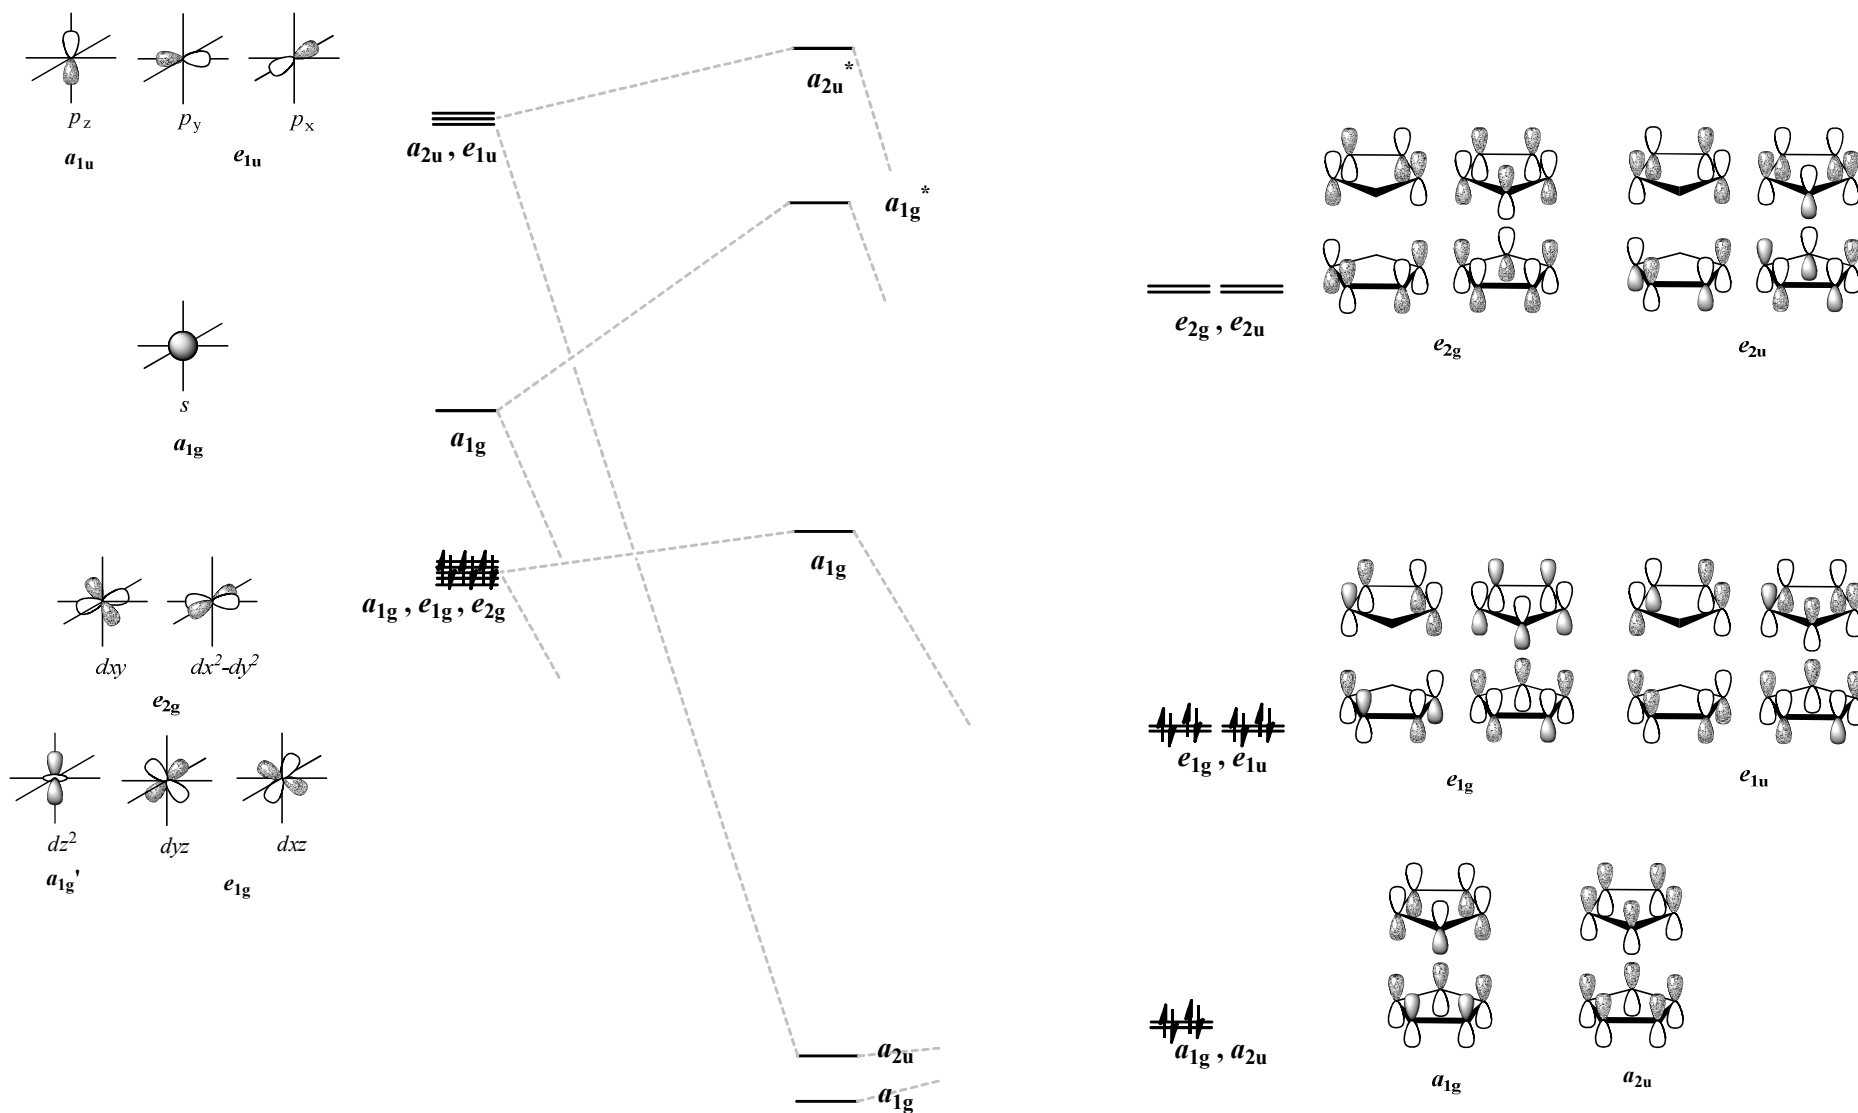 p_z p_y p_x
a_1u e_1u
s
a_1g
dxy dx²-dy²
e_2g
dz² dyz dxz
a_1g' e_1g
a_2u , e_1u
a_1g
a_1g , e_1g , e_2g
a_2u*
a_1g*
a_1g
a_2u
a_1g
e_2g , e_2u
e_1g , e_1u
a_1g , a_2u
e_2g e_2u
e_1g e_1u
a_1g a_2u